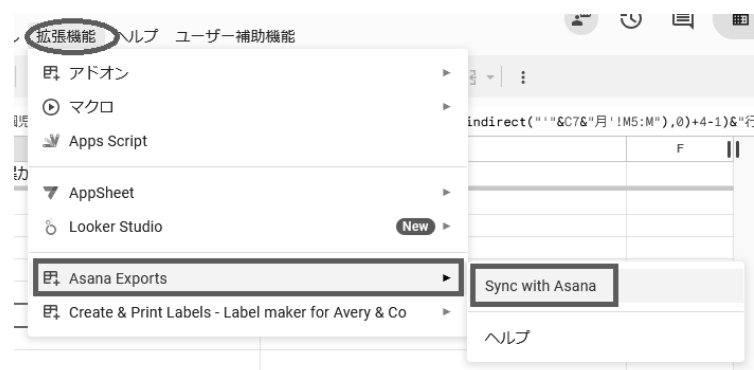 拡張機能 ヘルプ ユーザー補助機能
アドオン
マクロ
indirect("'"&C7&"月'!M5:M"),0)+4-1)&"行
Apps Script
F
AppSheet
Looker Studio New
Asana Exports
Sync with Asana
Create & Print Labels - Label maker for Avery & Co
ヘルプ